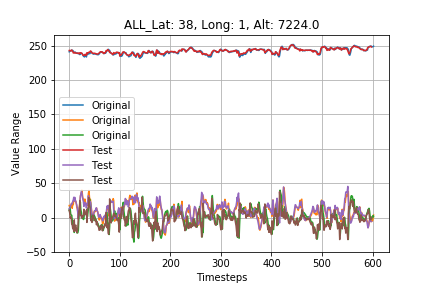 ALL_Lat: 38, Long: 1, Alt: 7224.0
250
200
150
100
50
0
−50
Value Range
Original
Original
Original
Test
Test
Test
0 100 200 300 400 500 600
Timesteps